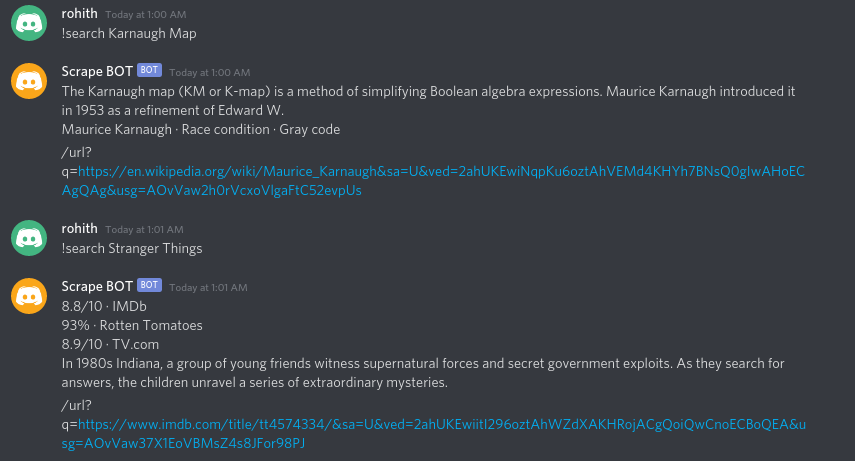 rohith Today at 1:00 AM
!search Karnaugh Map
Scrape BOT BOT Today at 1:00 AM
The Karnaugh map (KM or K-map) is a method of simplifying Boolean algebra expressions. Maurice Karnaugh introduced it
in 1953 as a refinement of Edward W.
Maurice Karnaugh · Race condition · Gray code
/url?
q=https://en.wikipedia.org/wiki/Maurice_Karnaugh&sa=U&ved=2ahUKEwiNqpKu6oztAhVEMd4KHYh7BNsQ0gIwAHoEC
AgQAg&usg=AOvVaw2h0rVcxoVlgaFtC52evpUs
rohith Today at 1:01 AM
!search Stranger Things
Scrape BOT BOT Today at 1:01 AM
8.8/10 · IMDb
93% · Rotten Tomatoes
8.9/10 · TV.com
In 1980s Indiana, a group of young friends witness supernatural forces and secret government exploits. As they search for
answers, the children unravel a series of extraordinary mysteries.
/url?
q=https://www.imdb.com/title/tt4574334/&sa=U&ved=2ahUKEwiitI296oztAhWZdXAKHRojACgQoiQwCnoECBoQEA&u
sg=AOvVaw37X1EoVBMsZ4s8JFor98PJ